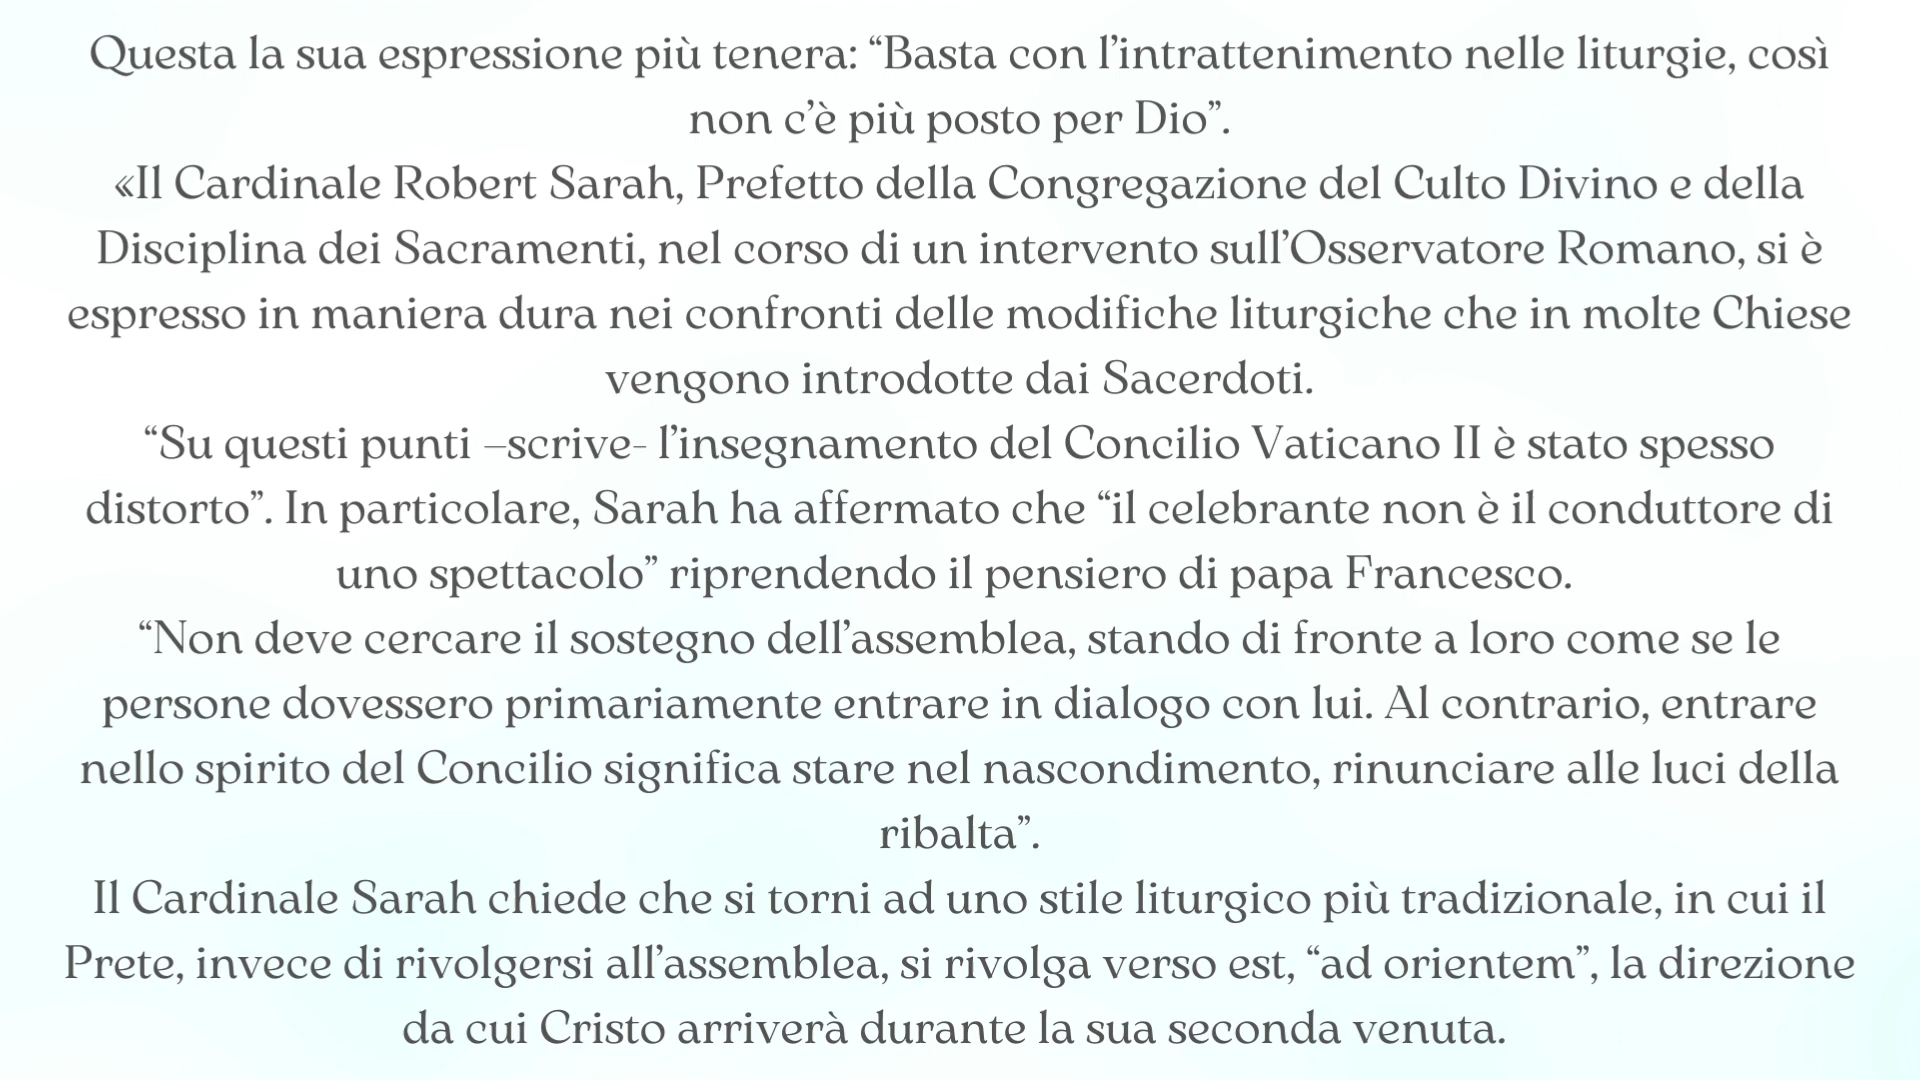 Questa la sua espressione più tenera: “Basta con l’intrattenimento nelle liturgie, così
non c’è più posto per Dio”.
«Il Cardinale Robert Sarah, Prefetto della Congregazione del Culto Divino e della
Disciplina dei Sacramenti, nel corso di un intervento sull’Osservatore Romano, si è
espresso in maniera dura nei confronti delle modifiche liturgiche che in molte Chiese
vengono introdotte dai Sacerdoti.
“Su questi punti –scrive- l’insegnamento del Concilio Vaticano II è stato spesso
distorto”. In particolare, Sarah ha affermato che “il celebrante non è il conduttore di
uno spettacolo” riprendendo il pensiero di papa Francesco.
“Non deve cercare il sostegno dell’assemblea, stando di fronte a loro come se le
persone dovessero primariamente entrare in dialogo con lui. Al contrario, entrare
nello spirito del Concilio significa stare nel nascondimento, rinunciare alle luci della
ribalta”.
Il Cardinale Sarah chiede che si torni ad uno stile liturgico più tradizionale, in cui il
Prete, invece di rivolgersi all’assemblea, si rivolga verso est, “ad orientem”, la direzione
da cui Cristo arriverà durante la sua seconda venuta.